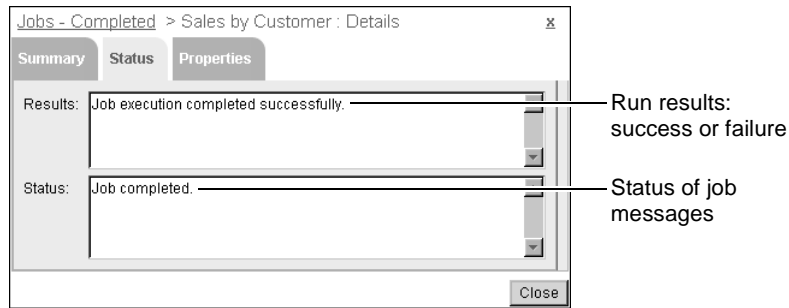 Jobs - Completed > Sales by Customer : Details x
Summary Status Properties
Results: Job execution completed successfully.
Run results:
success or failure
Status: Job completed.
Status of job
messages
Close